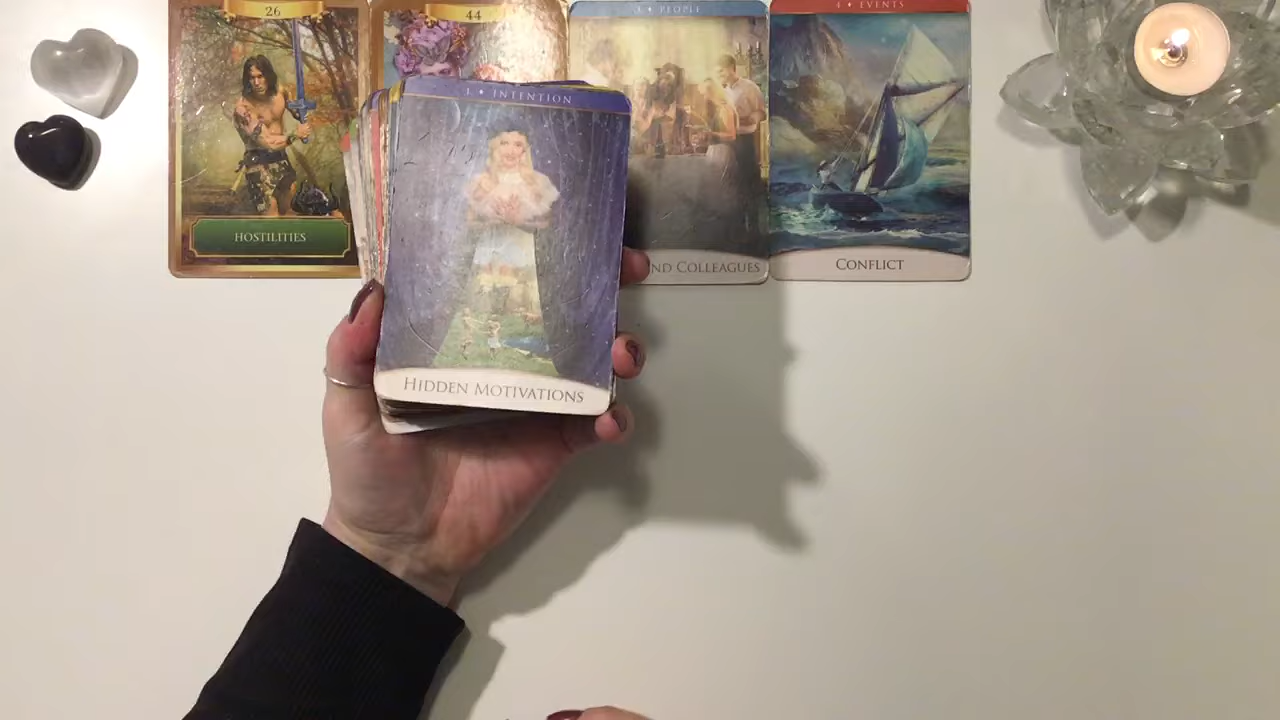 26
44
3 • PEOPLE
4 • EVENTS
1 • INTENTION
HOSTILITIES
ND COLLEAGUES
CONFLICT
HIDDEN MOTIVATIONS